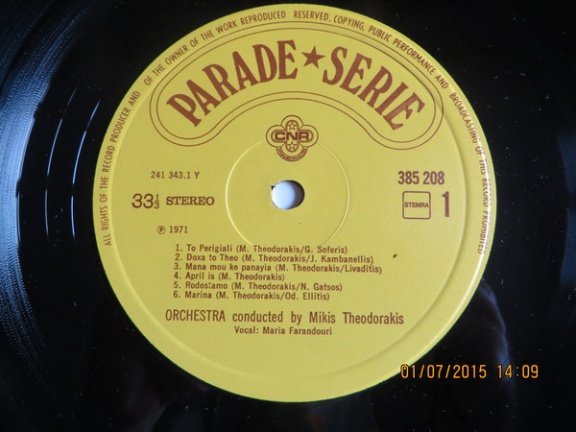 ALL RIGHTS OF THE RECORD PRODUCER AND OF THE OWNER OF THE WORK REPRODUCED RESERVED. COPYING, PUBLIC PERFORMANCE AND BROADCASTING OF THIS RECORD PROHIBITED
PARADE★SERIE
CNR
241 343.1 Y
385 208
33⅓ STEREO
STEMRA 1
℗ 1971
1. To Perigiali (M. Theodorakis/G. Soferis)
2. Doxa to Theo (M. Theodorakis/J. Kambanellis)
3. Mana mou ke panayia (M. Theodorakis/Livaditis)
4. April is (M. Theodorakis)
5. Rodostamo (M. Theodorakis/N. Gatsos)
6. Marina (M. Theodorakis/Od. Ellitis)
ORCHESTRA conducted by Mikis Theodorakis
Vocal: Maria Farandouri
01/07/2015 14:09